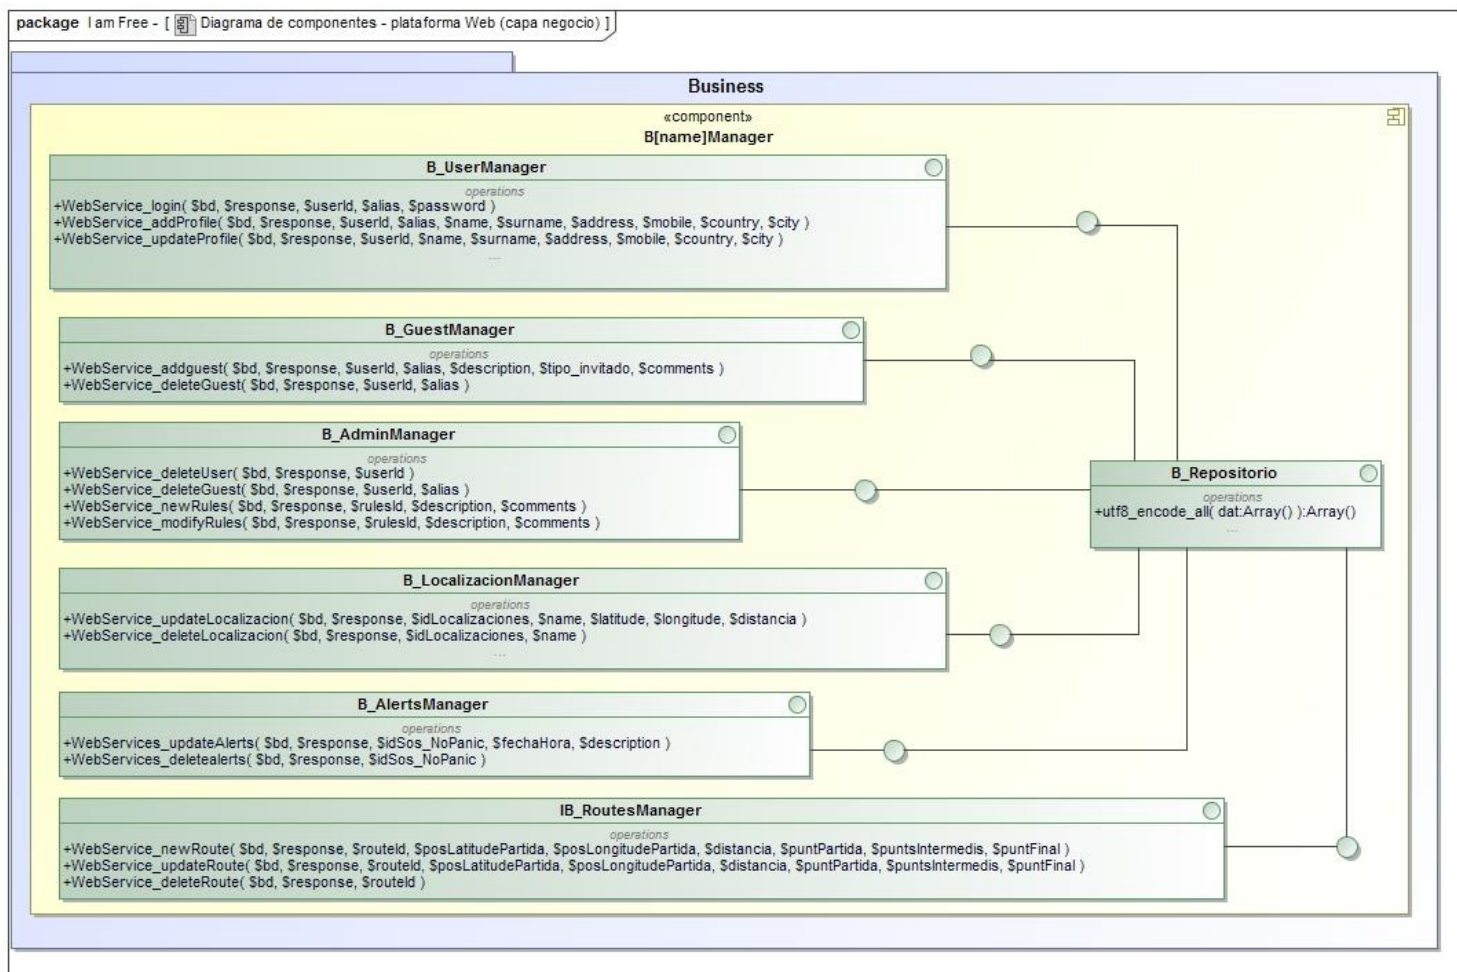 package I am Free - [ Diagrama de componentes - plataforma Web (capa negocio) ]
Business
«component»
B[name]Manager
B_UserManager
operations
+WebService_login( $bd, $response, $userId, $alias, $password )
+WebService_addProfile( $bd, $response, $userId, $alias, $name, $surname, $address, $mobile, $country, $city )
+WebService_updateProfile( $bd, $response, $userId, $name, $surname, $address, $mobile, $country, $city )
...
B_GuestManager
operations
+WebService_addguest( $bd, $response, $userId, $alias, $description, $tipo_invitado, $comments )
+WebService_deleteGuest( $bd, $response, $userId, $alias )
B_AdminManager
operations
+WebService_deleteUser( $bd, $response, $userId )
+WebService_deleteGuest( $bd, $response, $userId, $alias )
+WebService_newRules( $bd, $response, $rulesId, $description, $comments )
+WebService_modifyRules( $bd, $response, $rulesId, $description, $comments )
B_Repositorio
operations
+utf8_encode_all( dat:Array() ):Array()
...
B_LocalizacionManager
operations
+WebService_updateLocalizacion( $bd, $response, $idLocalizaciones, $name, $latitude, $longitude, $distancia )
+WebService_deleteLocalizacion( $bd, $response, $idLocalizaciones, $name )
...
B_AlertsManager
operations
+WebServices_updateAlerts( $bd, $response, $idSos_NoPanic, $fechaHora, $description )
+WebServices_deletealerts( $bd, $response, $idSos_NoPanic )
IB_RoutesManager
operations
+WebService_newRoute( $bd, $response, $routeId, $posLatitudePartida, $posLongitudePartida, $distancia, $puntPartida, $puntsIntermedis, $puntFinal )
+WebService_updateRoute( $bd, $response, $routeId, $posLatitudePartida, $posLongitudePartida, $distancia, $puntPartida, $puntsIntermedis, $puntFinal )
+WebService_deleteRoute( $bd, $response, $routeId )